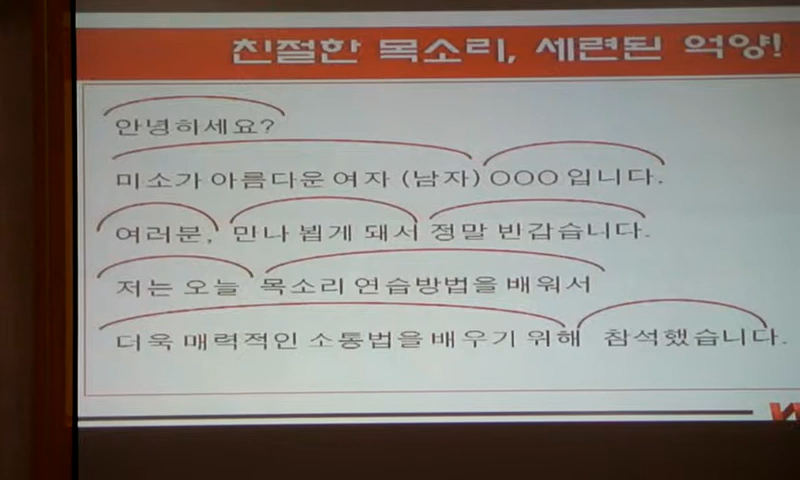 친절한 목소리, 세련된 억양!
안녕하세요?
미소가 아름다운 여자 (남자) OOO 입니다.
여러분, 만나 뵙게 돼서 정말 반갑습니다.
저는 오늘 목소리 연습방법을 배워서
더욱 매력적인 소통법을 배우기 위해 참석했습니다.